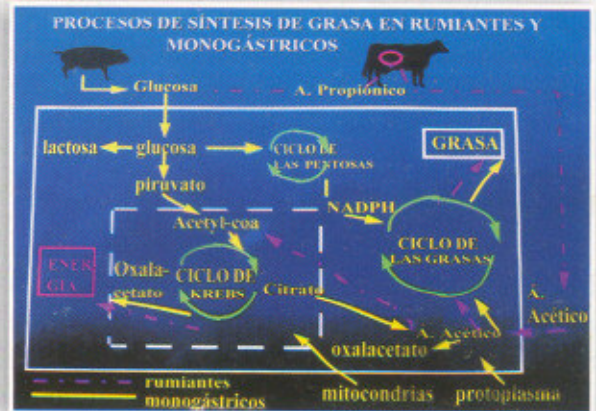 PROCESOS DE SÍNTESIS DE GRASA EN RUMIANTES Y
MONOGÁSTRICOS
Glucosa
A. Propiónico
lactosa
glucosa
CICLO DE
LAS PENTOSAS
GRASA
piruvato
NADPH
Acetyl-coa
CICLO DE
LAS GRASAS
ENER
GIA
Oxala-
cetato
CICLO DE
KREBS
Citrato
A. Acético
Á.
Acético
oxalacetato
rumiantes
monogástricos
mitocondrias
protoplasma